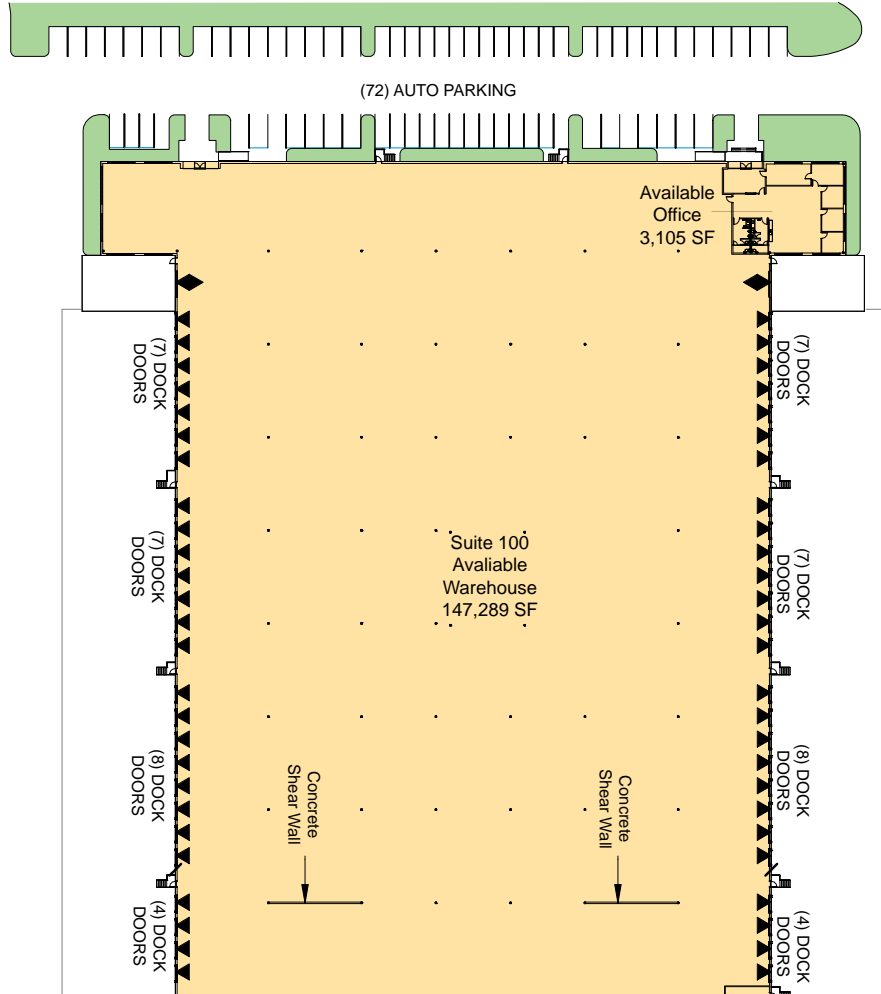 (72) AUTO PARKING
Available
Office
3,105 SF
(7) DOCK
DOORS
(7) DOCK
DOORS
(7) DOCK
DOORS
Suite 100
Avaliable
Warehouse
147,289 SF
(7) DOCK
DOORS
(8) DOCK
DOORS
Concrete
Shear Wall
Concrete
Shear Wall
(8) DOCK
DOORS
(4) DOCK
DOORS
(4) DOCK
DOORS